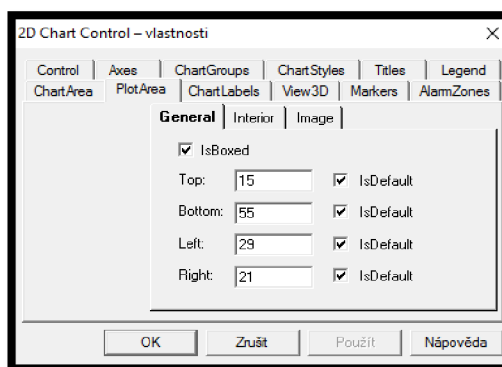 2D Chart Control – vlastnosti
Control Axes ChartGroups ChartStyles Titles Legend
ChartArea PlotArea ChartLabels View3D Markers AlarmZones
General Interior Image
IsBoxed
Top: 15 IsDefault
Bottom: 55 IsDefault
Left: 29 IsDefault
Right: 21 IsDefault
OK Zrušit Použít Nápověda